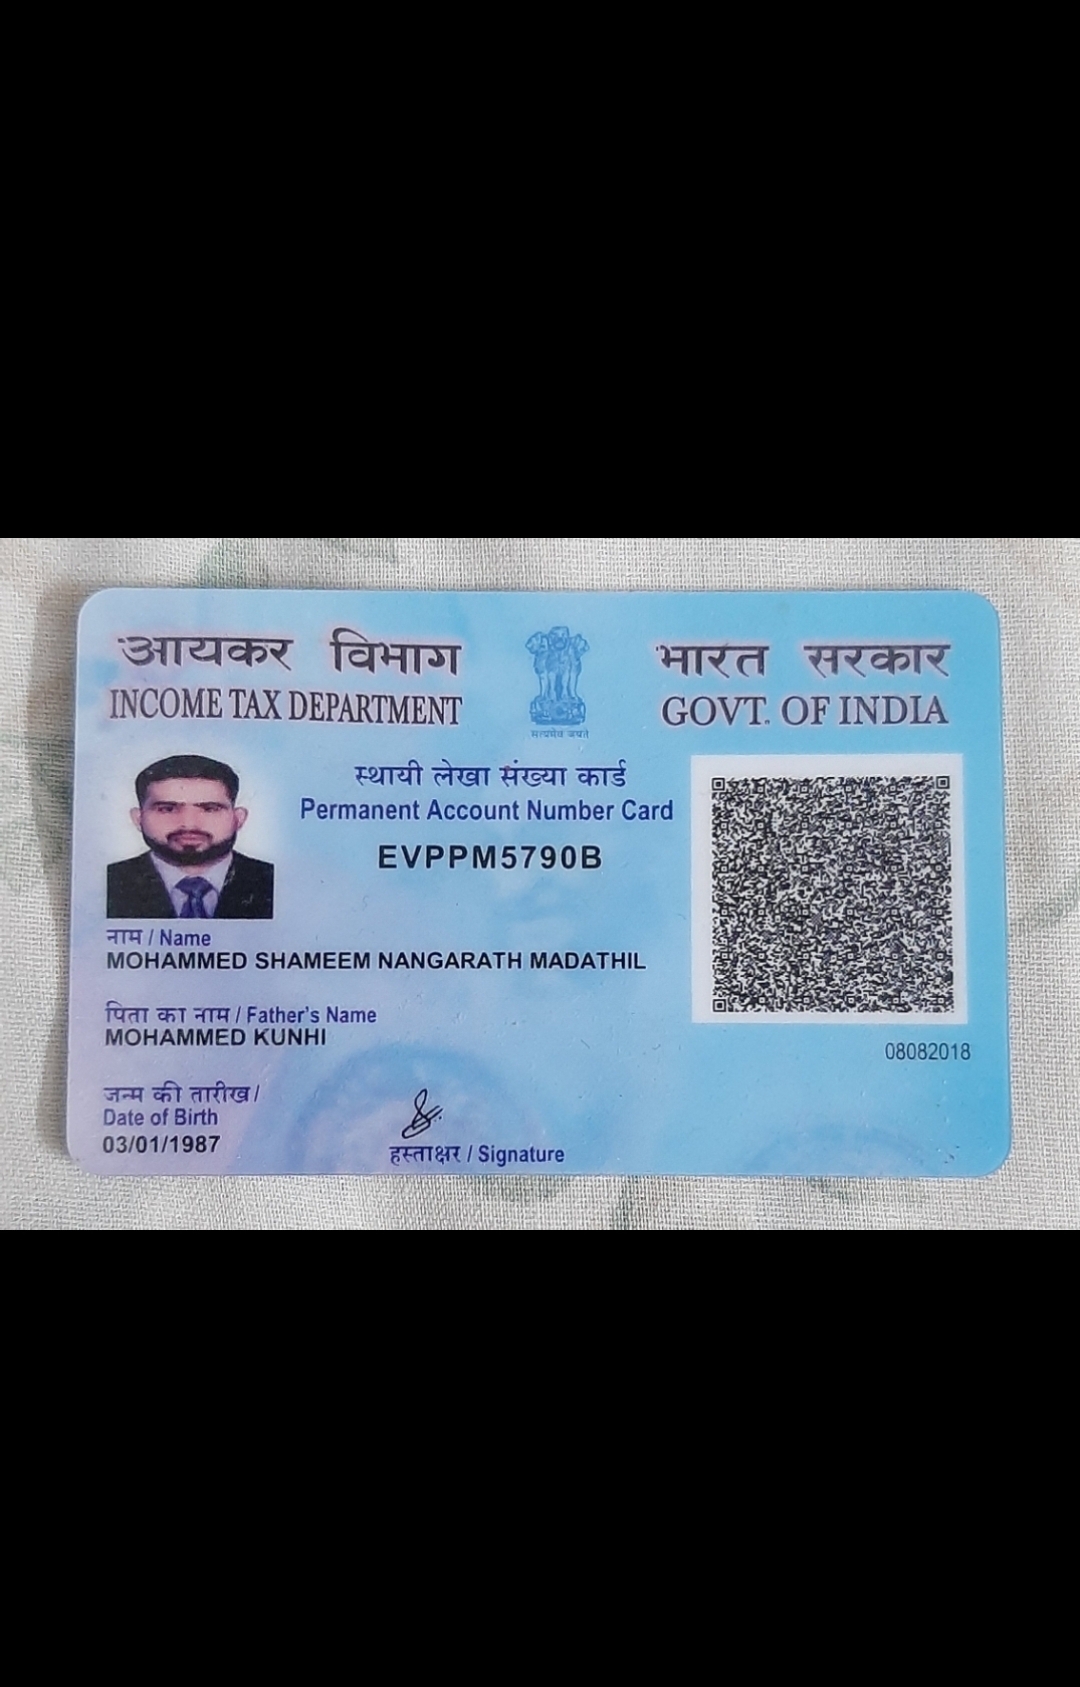 आयकर विभाग
INCOME TAX DEPARTMENT
भारत सरकार
GOVT. OF INDIA
सत्यमेव जयते
स्थायी लेखा संख्या कार्ड
Permanent Account Number Card
EVPPM5790B
नाम / Name
MOHAMMED SHAMEEM NANGARATH MADATHIL
पिता का नाम / Father's Name
MOHAMMED KUNHI
08082018
जन्म की तारीख /
Date of Birth
03/01/1987
हस्ताक्षर / Signature